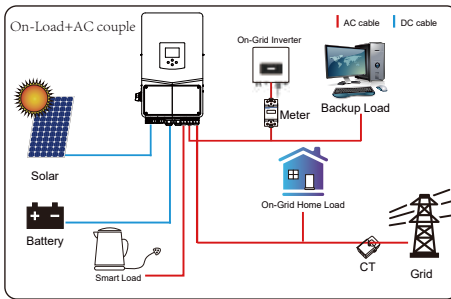 On-Load+AC couple
AC cable
DC cable
On-Grid Inverter
Meter
Backup Load
Solar
On-Grid Home Load
Battery
Smart Load
CT
Grid